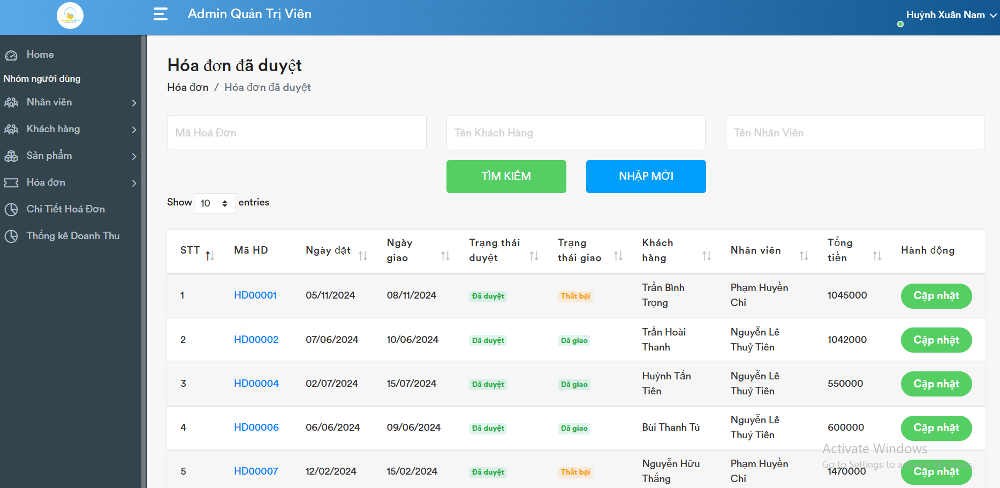 Admin Quản Trị Viên
Huỳnh Xuân Nam
Home
Nhóm người dùng
Nhân viên
Khách hàng
Sản phẩm
Hóa đơn
Chi Tiết Hoá Đơn
Thống kê Doanh Thu
Hóa đơn đã duyệt
Hóa đơn / Hóa đơn đã duyệt
Mã Hoá Đơn
Tên Khách Hàng
Tên Nhân Viên
TÌM KIẾM
NHẬP MỚI
Show 10 entries
STT
Mã HD
Ngày đặt
Ngày
giao
Trạng thái
duyệt
Trạng
thái giao
Khách
hàng
Nhân viên
Tổng
tiền
Hành động
1
HD00001
05/11/2024
08/11/2024
Đã duyệt
Thất bại
Trần Bình
Trọng
Phạm Huyền
Chi
1045000
Cập nhật
2
HD00002
07/06/2024
10/06/2024
Đã duyệt
Đã giao
Trần Hoài
Thanh
Nguyễn Lê
Thuỷ Tiên
1042000
Cập nhật
3
HD00004
02/07/2024
15/07/2024
Đã duyệt
Đã giao
Huỳnh Tấn
Tiên
Nguyễn Lê
Thuỷ Tiên
550000
Cập nhật
4
HD00006
06/06/2024
09/06/2024
Đã duyệt
Đã giao
Bùi Thanh Tú
Nguyễn Lê
Thuỷ Tiên
600000
Cập nhật
5
HD00007
12/02/2024
15/02/2024
Đã duyệt
Thất bại
Nguyễn Hữu
Thắng
Phạm Huyền
Chi
1470000
Cập nhật
Activate Windows
Go to Settings to activate Windows.